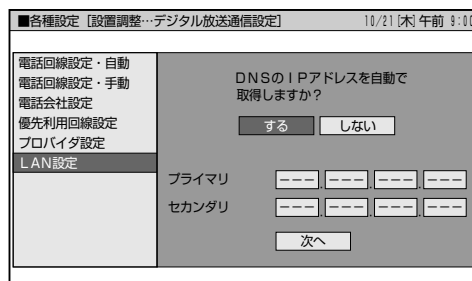 ■各種設定［設置調整…デジタル放送通信設定］ 10/21[木]午前 9:00
電話回線設定・自動
電話回線設定・手動
電話会社設定
優先利用回線設定
プロバイダ設定
LAN設定
DNSのIPアドレスを自動で
取得しますか？
する しない
プライマリ ---.---.---.---
セカンダリ ---.---.---.---
次へ